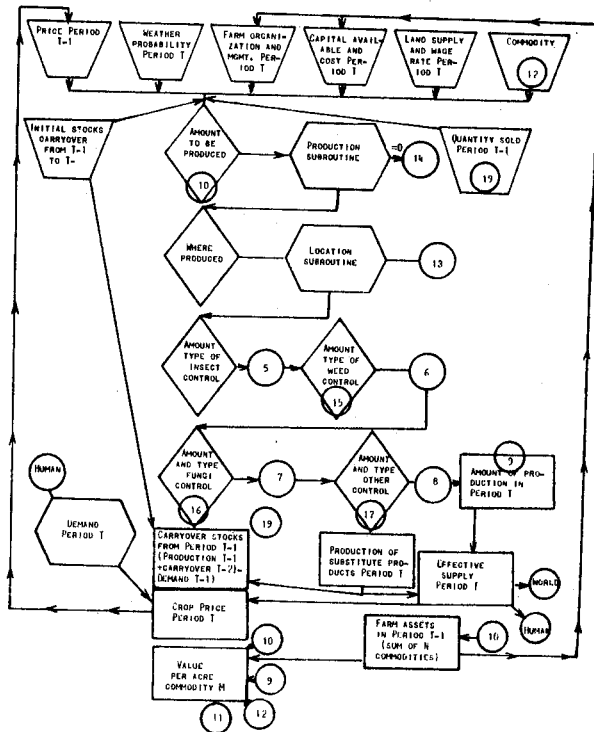 PRICE PERIOD
T-1
WEATHER
PROBABILITY
PERIOD T
FARM ORGANI-
ZATION AND
MGMT, PER-
IOD T
CAPITAL AVAIL-
ABLE AND
COST PER-
IOD T
LAND SUPPLY
AND WAGE
RATE PER-
IOD T
COMMODITY
12
INITIAL STOCKS
CARRYOVER
FROM T-1
TO T-
AMOUNT
TO BE
PRODUCED
10
PRODUCTION
SUBROUTINE
=0
14
QUANTITY SOLD
PERIOD T-1
19
WHERE
PRODUCED
LOCATION
SUBROUTINE
13
AMOUNT
TYPE OF
INSECT
CONTROL
5
AMOUNT
TYPE OF
WEED
CONTROL
15
6
AMOUNT
AND TYPE
FUNGI
CONTROL
16
7
AMOUNT
AND TYPE
OTHER
CONTROL
17
8
9
AMOUNT OF PRO-
DUCTION IN
PERIOD T
HUMAN
DEMAND
PERIOD T
19
CARRYOVER STOCKS
FROM PERIOD T-1
(PRODUCTION T-1
+CARRYOVER T-2)-
DEMAND T-1)
PRODUCTION OF
SUBSTITUTE PRO-
DUCTS PERIOD T
EFFECTIVE
SUPPLY
PERIOD T
WORLD
HUMAN
CROP PRICE
PERIOD T
FARM ASSETS
IN PERIOD T-1
(SUM OF N
COMMODITIES)
10
10
VALUE
PER ACRE
COMMODITY M
9
11
12